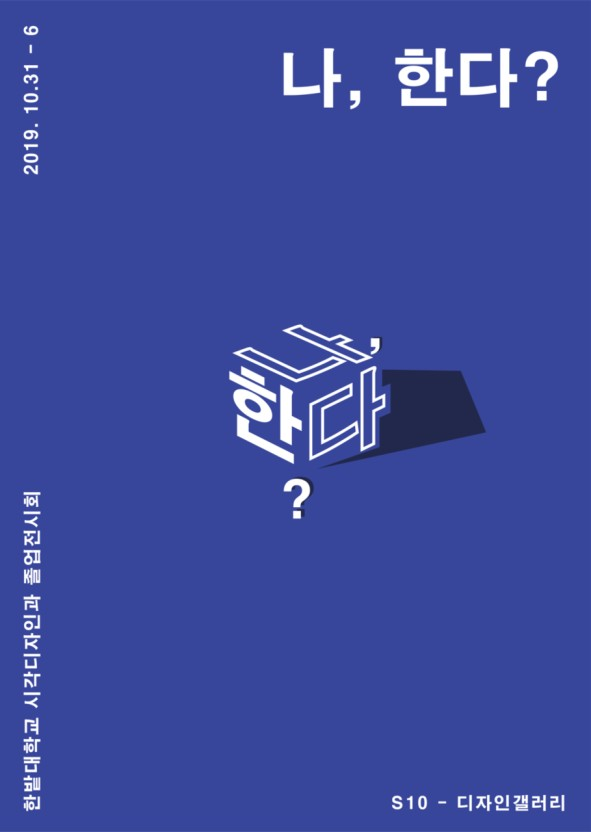 2019. 10.31 - 6
나, 한다?
나,
한다
?
한밭대학교 시각디자인과 졸업전시회
S10 - 디자인갤러리